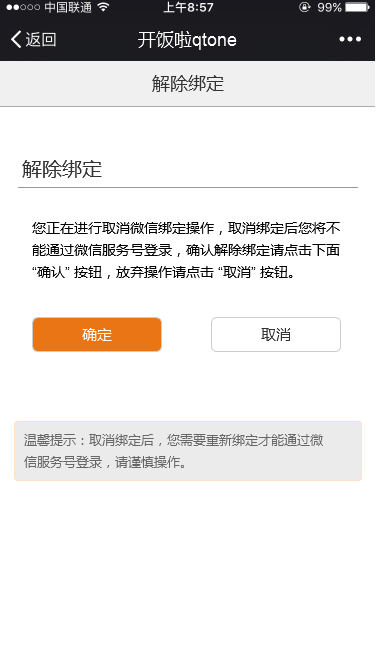 中国联通 上午8:57 99%
返回 开饭啦qtone
解除绑定
解除绑定
您正在进行取消微信绑定操作，取消绑定后您将不
能通过微信服务号登录，确认解除绑定请点击下面
“确认” 按钮，放弃操作请点击 “取消” 按钮。
确定 取消
温馨提示：取消绑定后，您需要重新绑定才能通过微
信服务号登录，请谨慎操作。